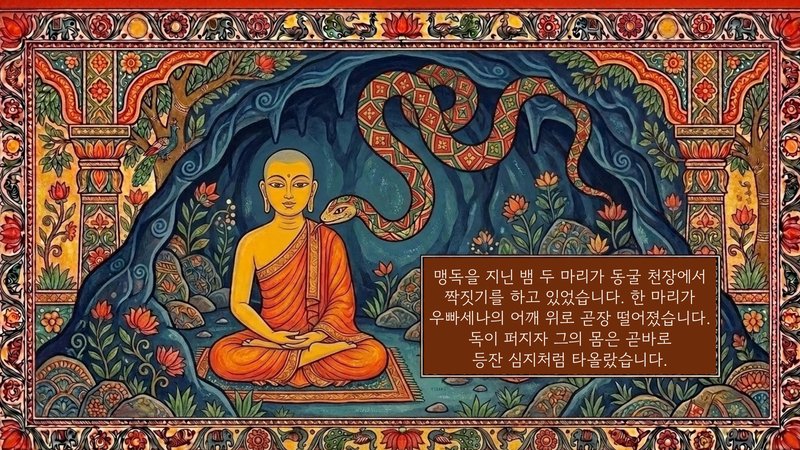 맹독을 지닌 뱀 두 마리가 동굴 천장에서
짝짓기를 하고 있었습니다. 한 마리가
우빠세나의 어깨 위로 곧장 떨어졌습니다.
독이 퍼지자 그의 몸은 곧바로
등잔 심지처럼 타올랐습니다.